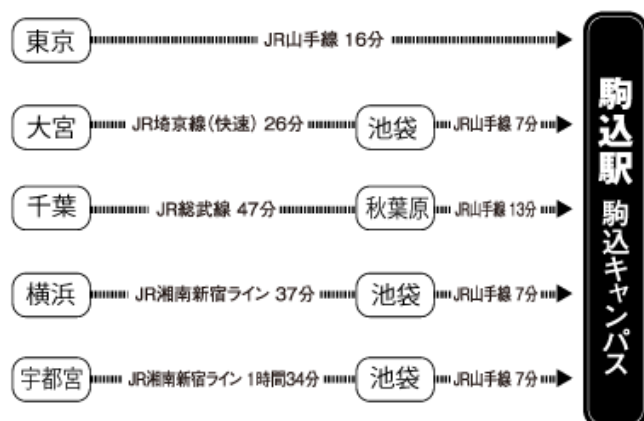 東京 JR山手線 16分
大宮 JR埼京線(快速) 26分 池袋 JR山手線 7分
千葉 JR総武線 47分 秋葉原 JR山手線 13分
横浜 JR湘南新宿ライン 37分 池袋 JR山手線 7分
宇都宮 JR湘南新宿ライン 1時間34分 池袋 JR山手線 7分
駒込駅 駒込キャンパス